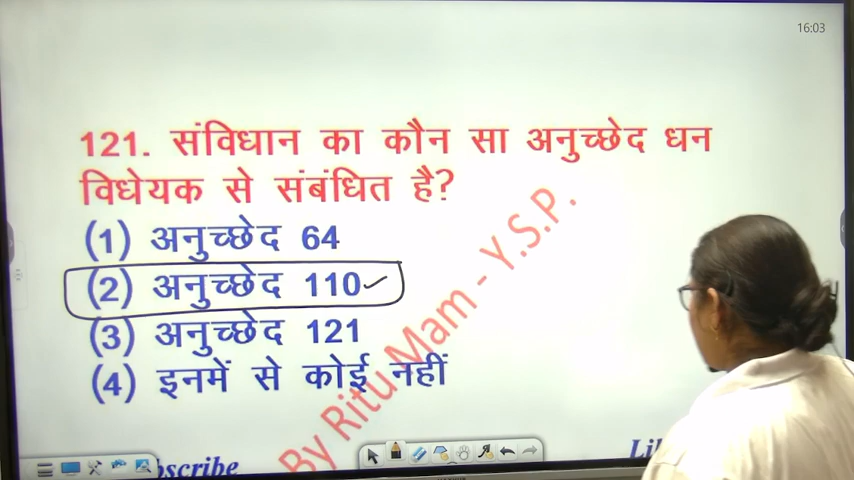 16:03
121. संविधान का कौन सा अनुच्छेद धन
विधेयक से संबंधित है?
(1) अनुच्छेद 64
(2) अनुच्छेद 110
(3) अनुच्छेद 121
(4) इनमें से कोई नहीं
By Ritu Mam - Y.S.P.